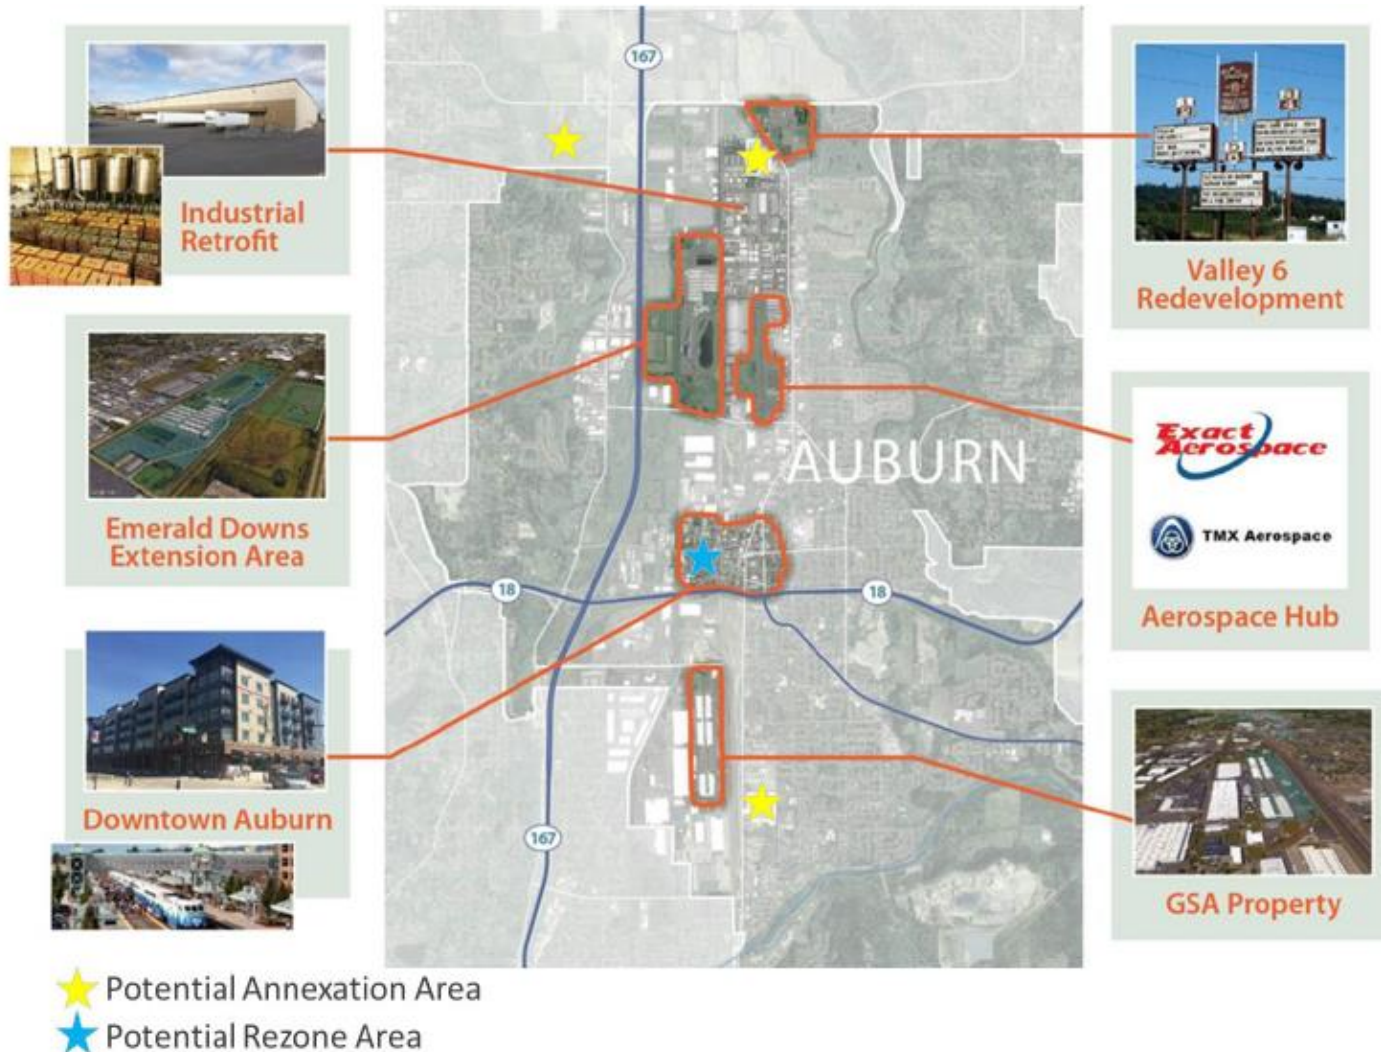 167
Industrial
Retrofit
Valley 6
Redevelopment
Emerald Downs
Extension Area
AUBURN
Exact
Aerospace
TMX Aerospace
Aerospace Hub
18
18
Downtown Auburn
167
GSA Property
Potential Annexation Area
Potential Rezone Area